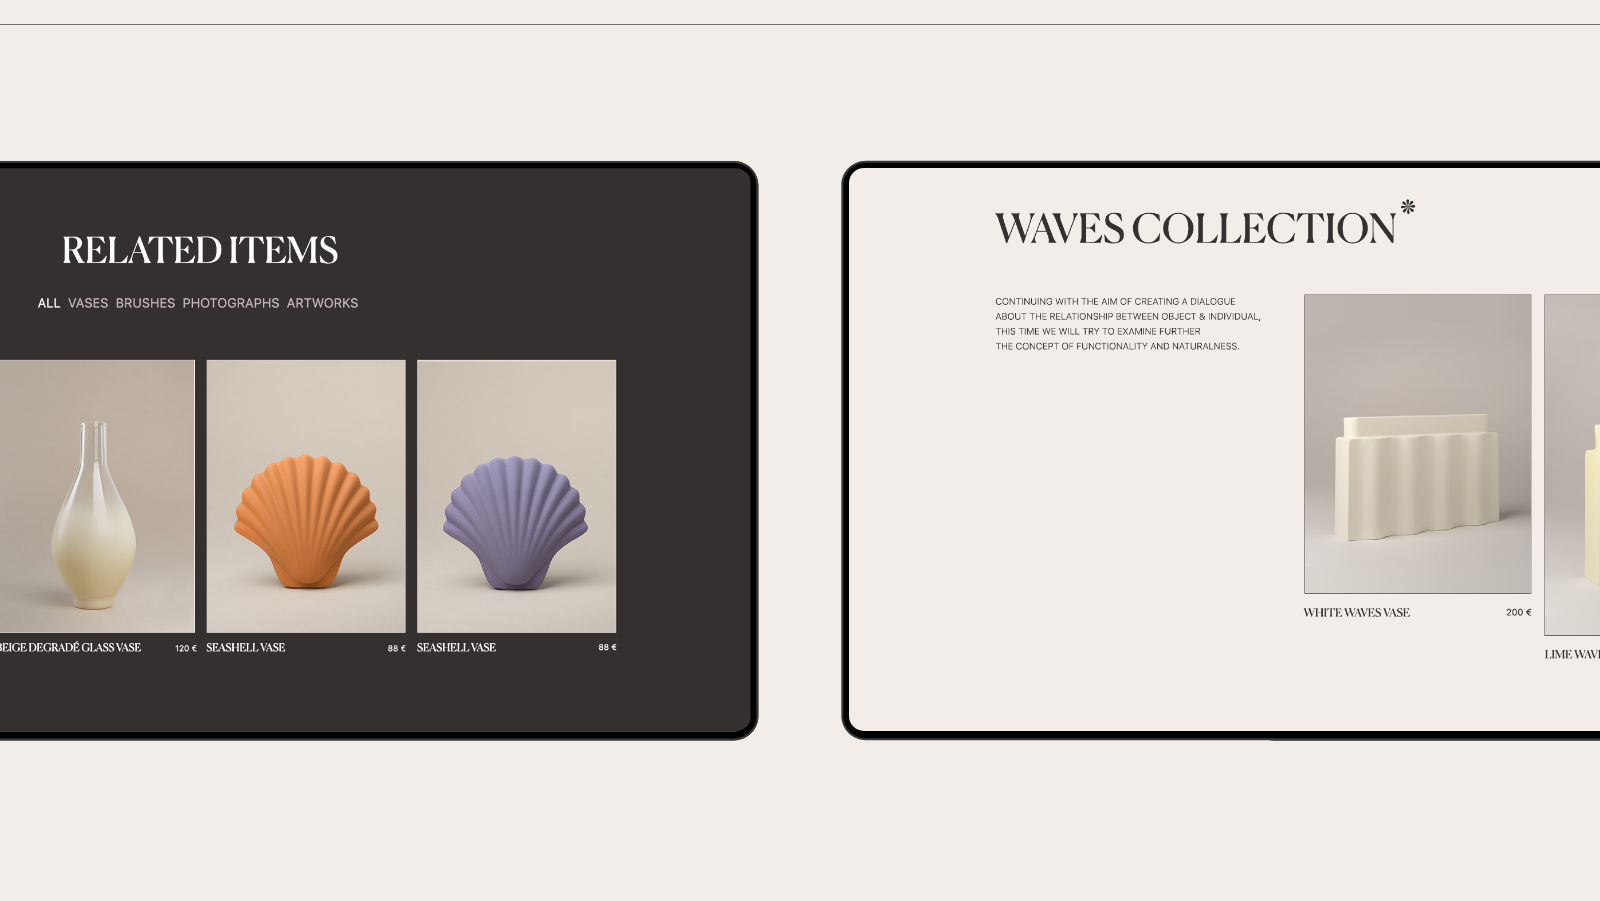 RELATED ITEMS
ALL VASES BRUSHES PHOTOGRAPHS ARTWORKS
BEIGE DEGRADÉ GLASS VASE 120 €
SEASHELL VASE 88 €
SEASHELL VASE 88 €
WAVES COLLECTION*
CONTINUING WITH THE AIM OF CREATING A DIALOGUE
ABOUT THE RELATIONSHIP BETWEEN OBJECT & INDIVIDUAL,
THIS TIME WE WILL TRY TO EXAMINE FURTHER
THE CONCEPT OF FUNCTIONALITY AND NATURALNESS.
WHITE WAVES VASE 200 €
LIME WAV